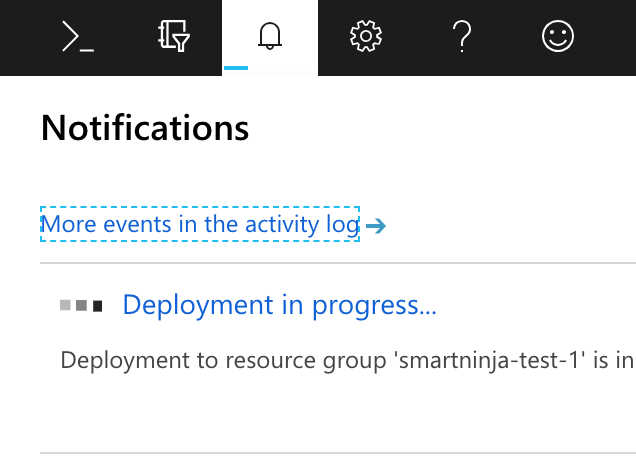 Notifications
More events in the activity log
Deployment in progress...
Deployment to resource group 'smartninja-test-1' is in